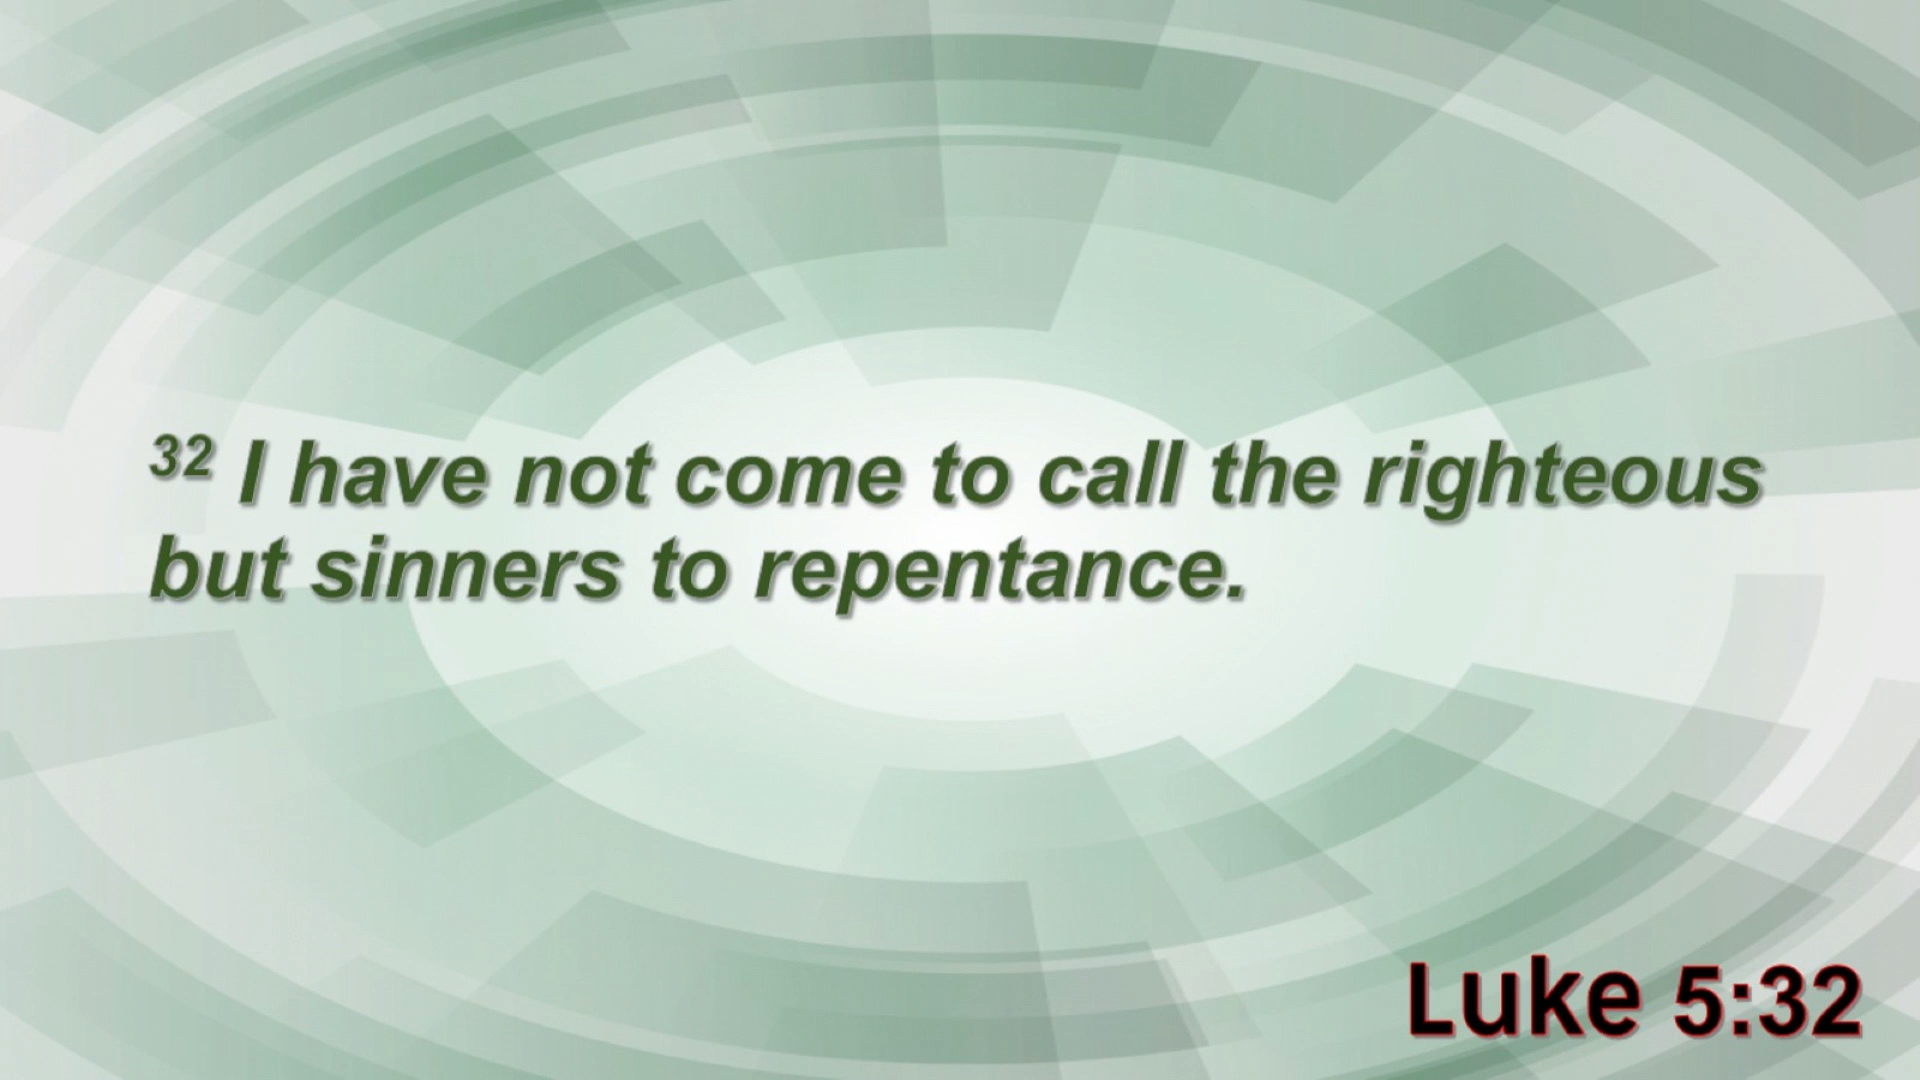 32 I have not come to call the righteous
but sinners to repentance.
Luke 5:32